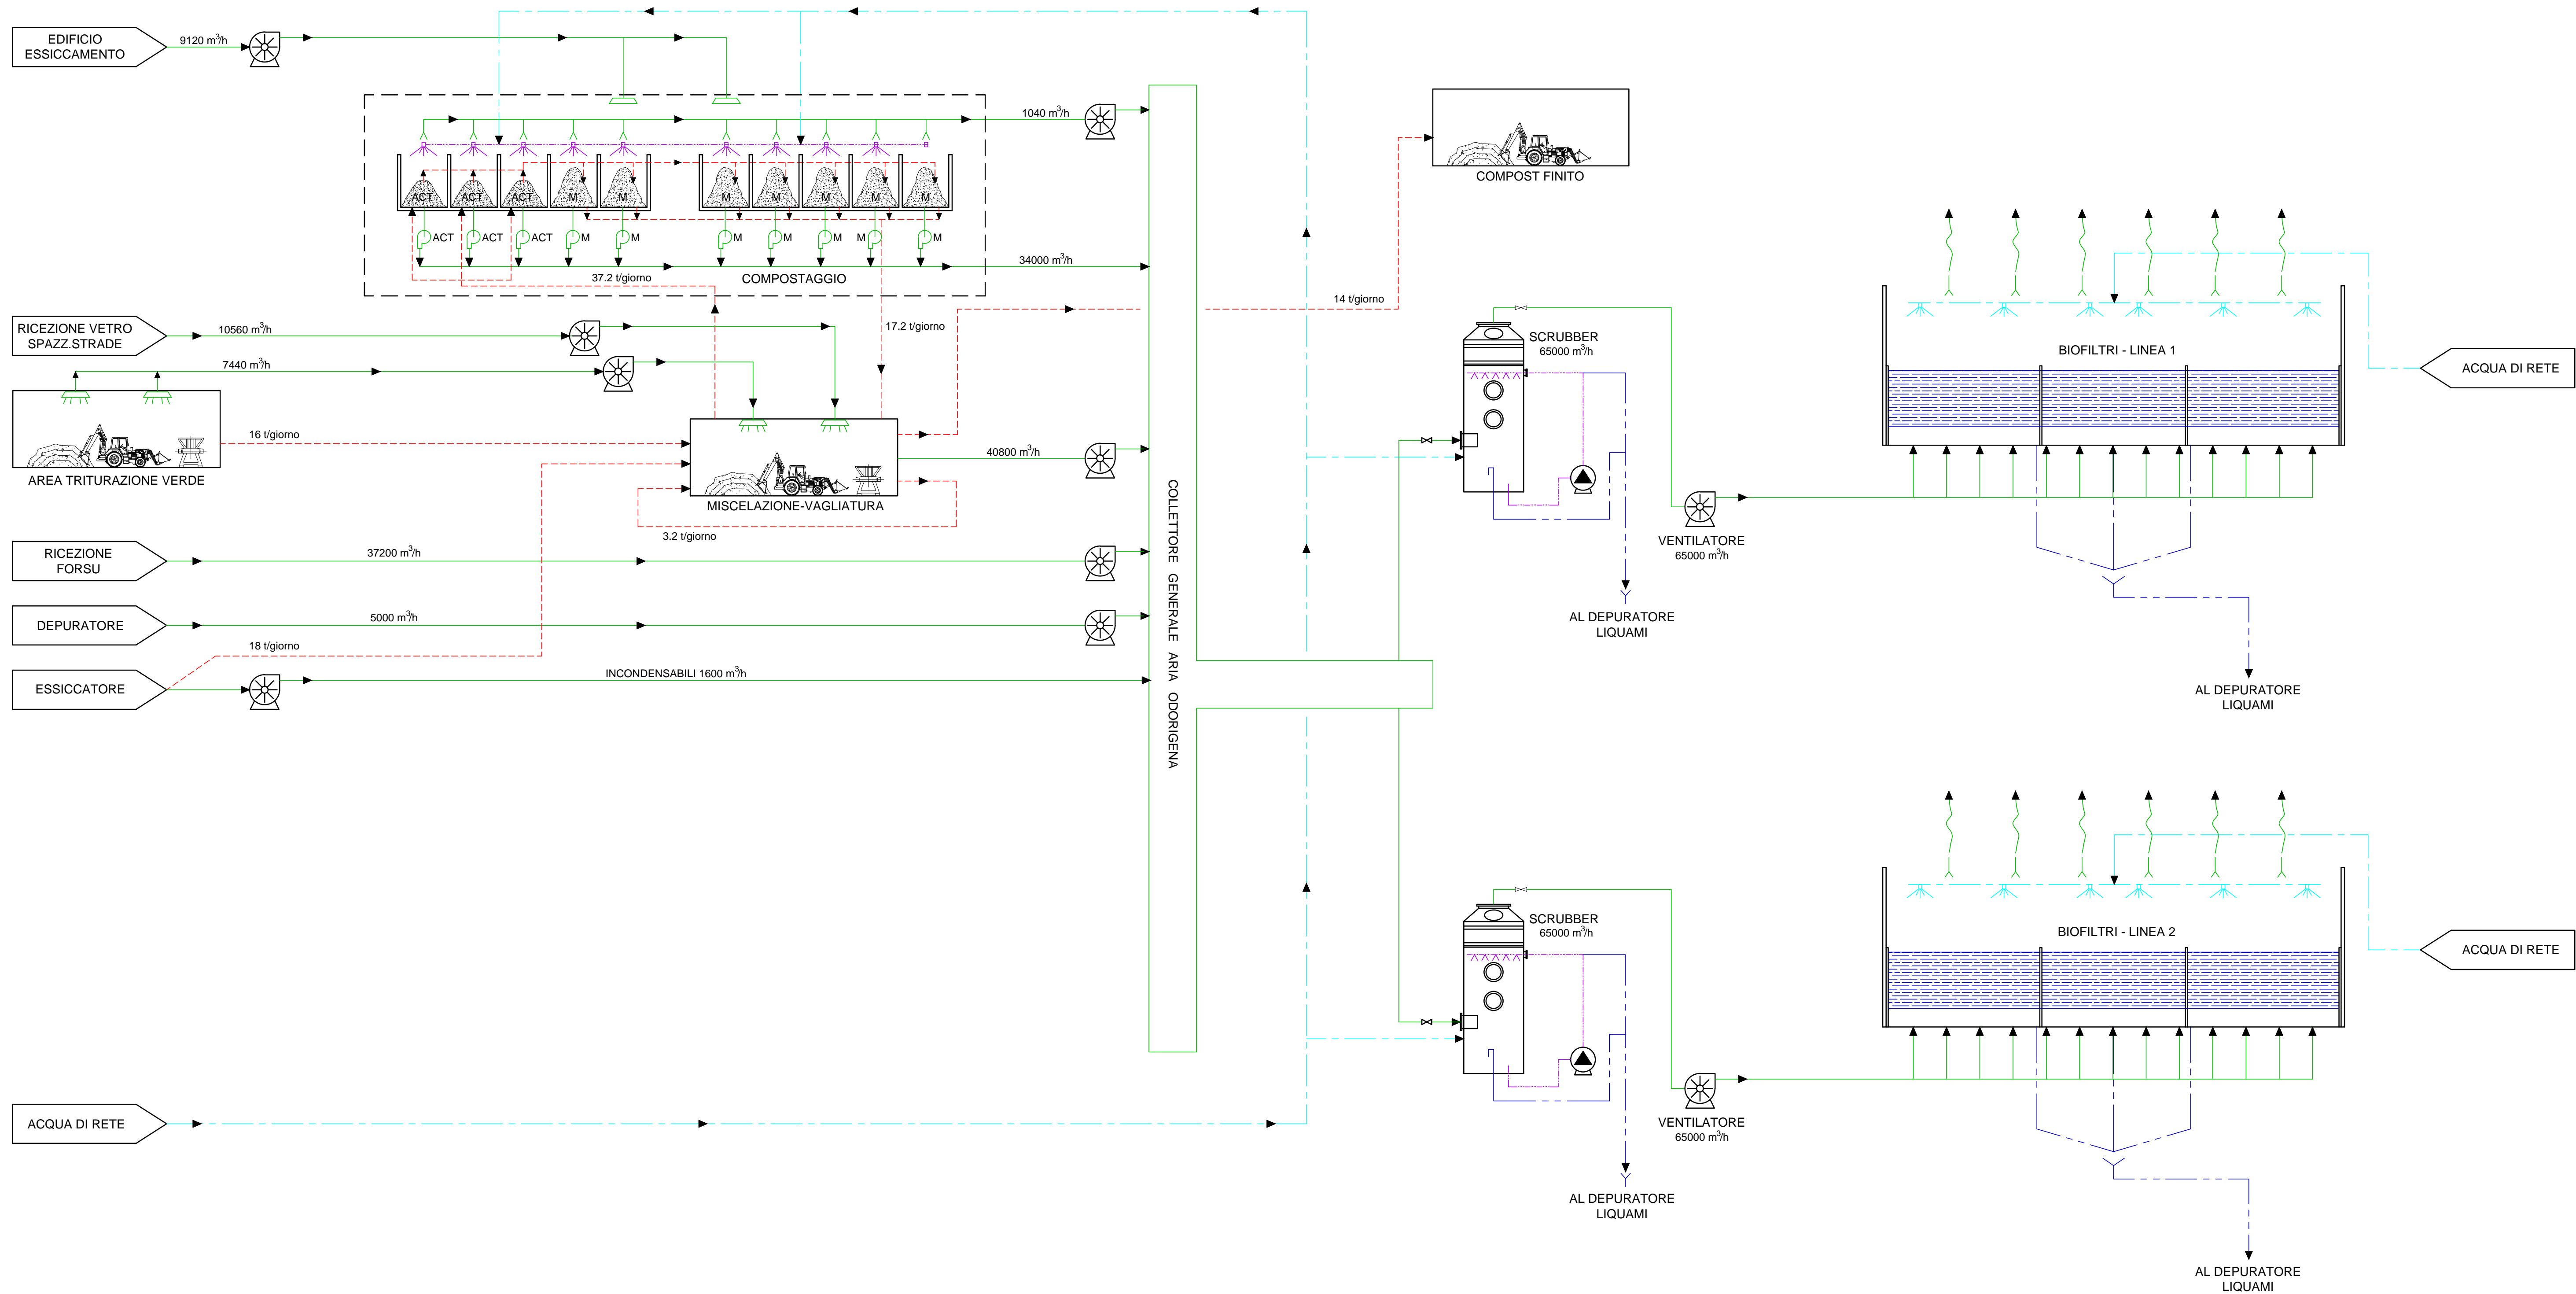 EDIFICIO
ESSICCAMENTO
9120 m³/h
1040 m³/h
ACT
ACT
ACT
M
M
M
M
M
M
M
ACT
ACT
ACT
M
M
M
M
M
M
M
34000 m³/h
37.2 t/giorno
COMPOSTAGGIO
COMPOST FINITO
14 t/giorno
RICEZIONE VETRO
SPAZZ.STRADE
10560 m³/h
17.2 t/giorno
7440 m³/h
16 t/giorno
AREA TRITURAZIONE VERDE
40800 m³/h
MISCELAZIONE-VAGLIATURA
3.2 t/giorno
RICEZIONE
FORSU
37200 m³/h
DEPURATORE
5000 m³/h
18 t/giorno
ESSICCATORE
INCONDENSABILI 1600 m³/h
COLLETTORE GENERALE ARIA ODORIGENA
ACQUA DI RETE
SCRUBBER
65000 m³/h
VENTILATORE
65000 m³/h
AL DEPURATORE
LIQUAMI
BIOFILTRI - LINEA 1
ACQUA DI RETE
AL DEPURATORE
LIQUAMI
SCRUBBER
65000 m³/h
VENTILATORE
65000 m³/h
AL DEPURATORE
LIQUAMI
BIOFILTRI - LINEA 2
ACQUA DI RETE
AL DEPURATORE
LIQUAMI